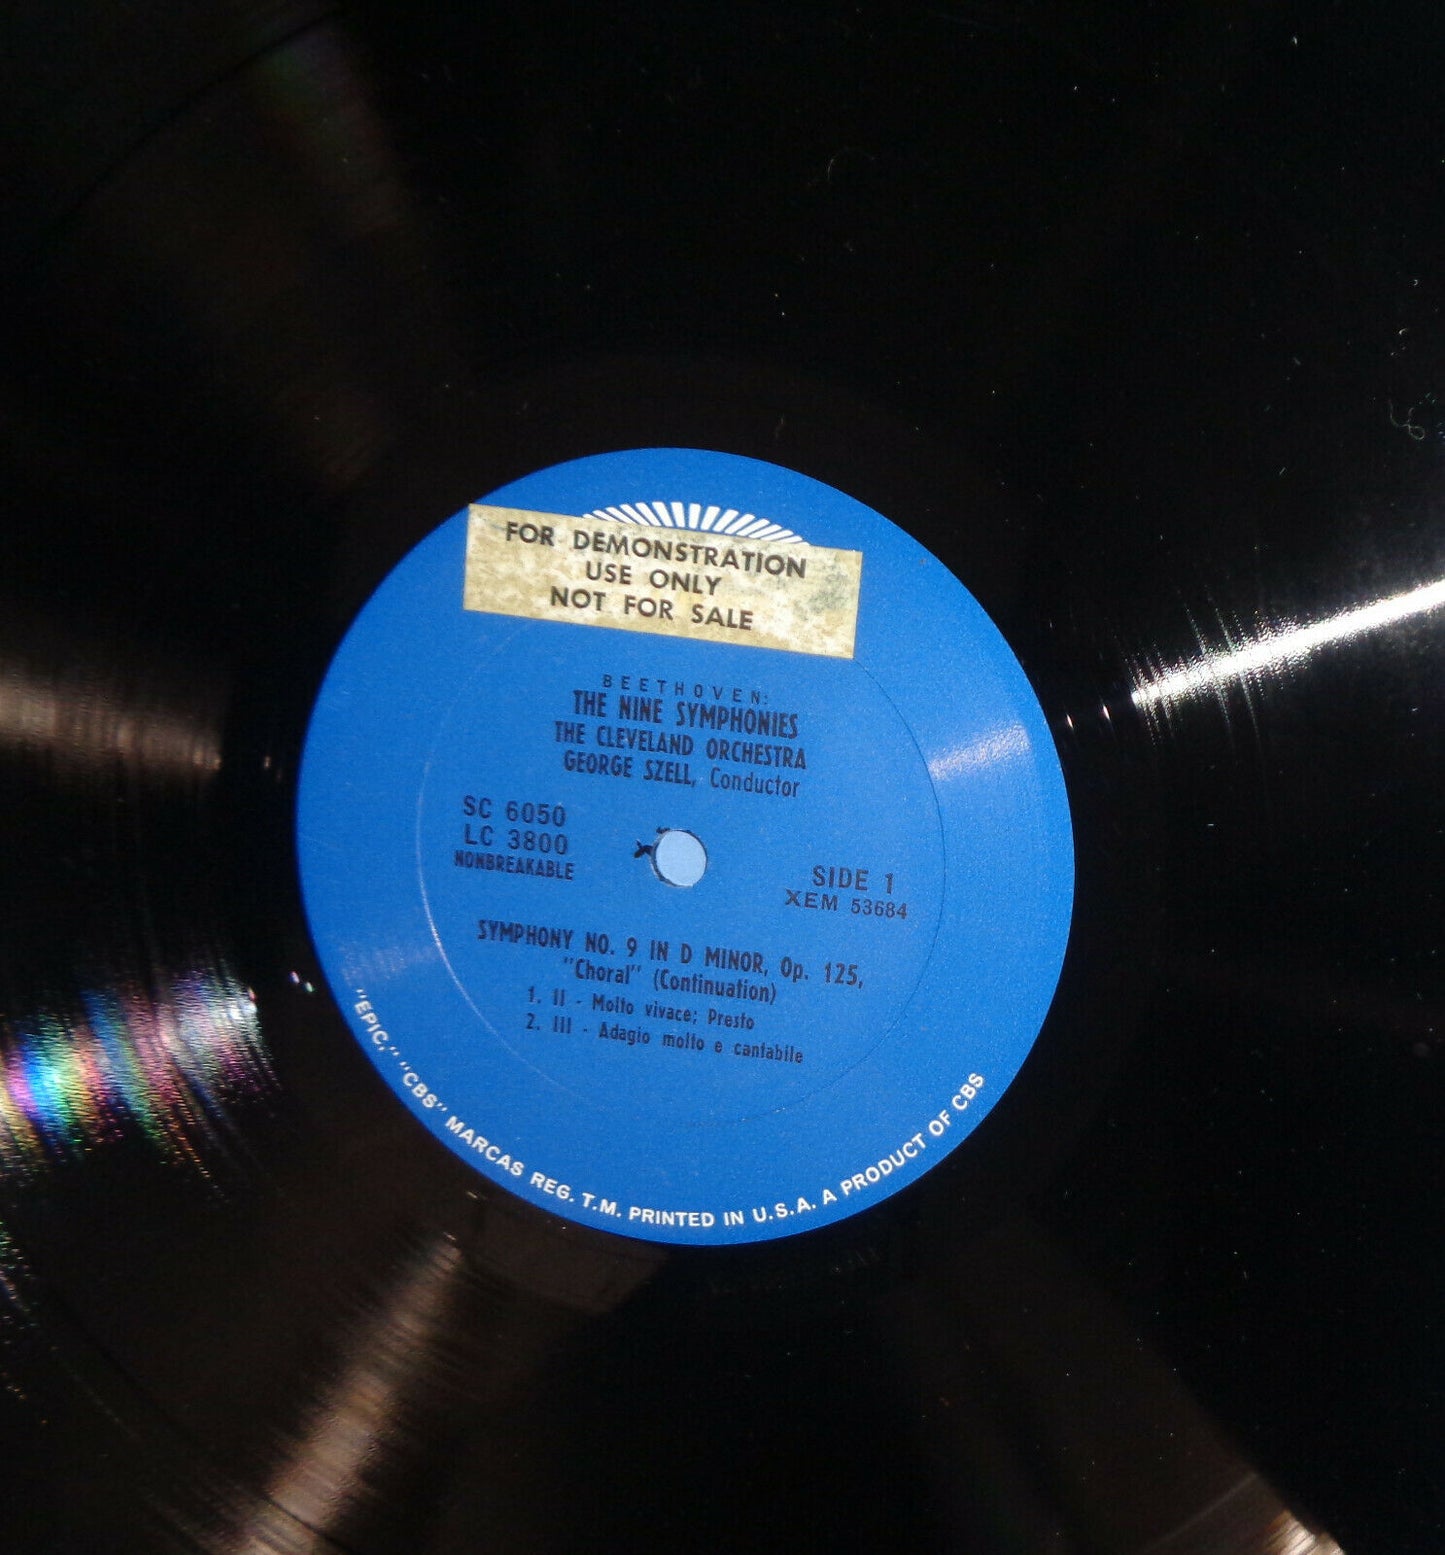 FOR DEMONSTRATION
USE ONLY
NOT FOR SALE
BEETHOVEN:
THE NINE SYMPHONIES
THE CLEVELAND ORCHESTRA
GEORGE SZELL, Conductor
SC 6050
LC 3800
NONBREAKABLE
SIDE 1
XEM 53684
SYMPHONY NO. 9 IN D MINOR, Op. 125,
"Choral" (Continuation)
1. II - Molto vivace; Presto
2. III - Adagio molto e cantabile
"EPIC," "CBS" MARCAS REG. T.M. PRINTED IN U.S.A. A PRODUCT OF CBS